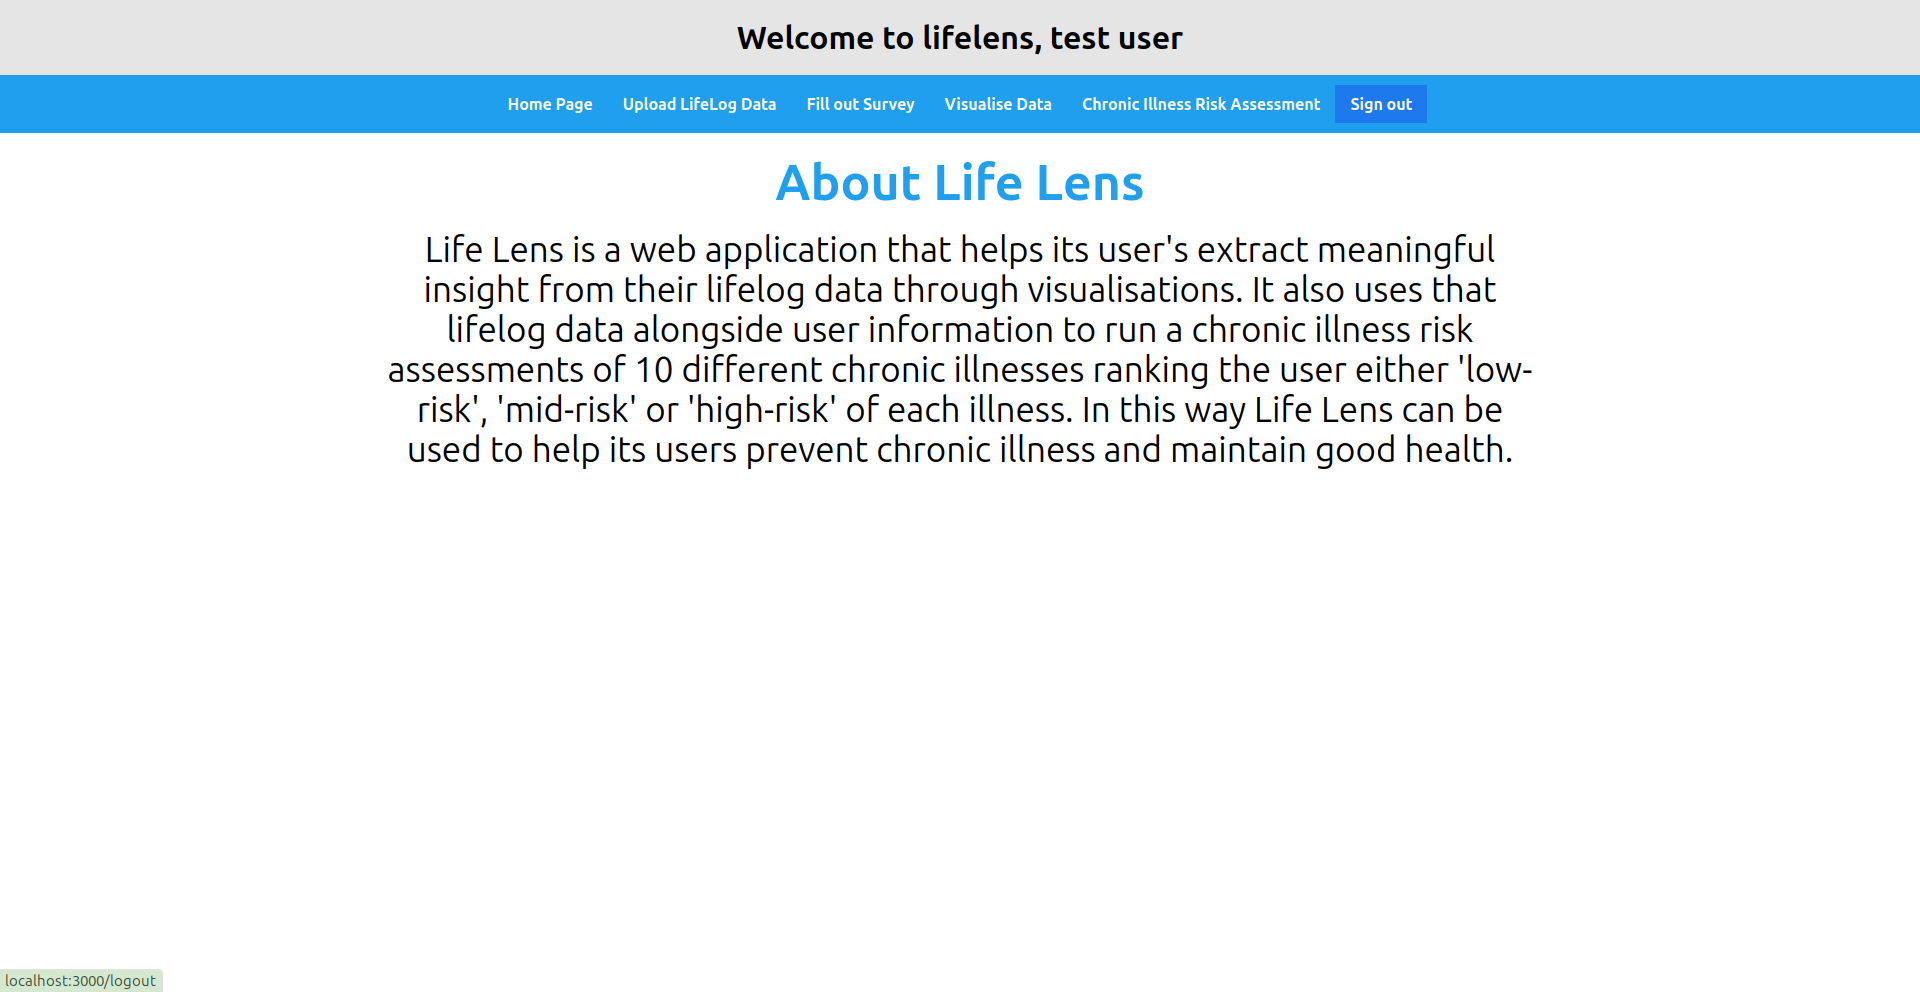 Welcome to lifelens, test user
Home Page Upload LifeLog Data Fill out Survey Visualise Data Chronic Illness Risk Assessment Sign out
About Life Lens
Life Lens is a web application that helps its user's extract meaningful
insight from their lifelog data through visualisations. It also uses that
lifelog data alongside user information to run a chronic illness risk
assessments of 10 different chronic illnesses ranking the user either 'low-
risk', 'mid-risk' or 'high-risk' of each illness. In this way Life Lens can be
used to help its users prevent chronic illness and maintain good health.
localhost:3000/logout